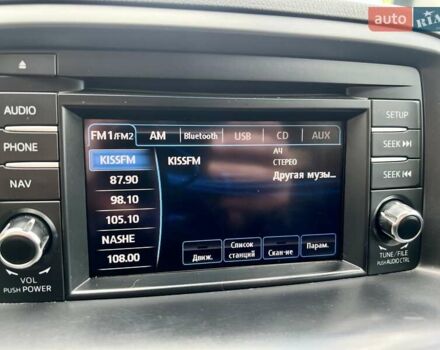 AUTO RIA
AUDIO
PHONE
NAV
VOL
PUSH POWER
FM1/FM2 AM Bluetooth USB CD AUX
KISSFM
87.90
98.10
105.10
NASHE
108.00
KISSFM
АЧ
СТЕРЕО
Другая музы...
Движ.
Список станций
Скан-ие
Парам.
SETUP
SEEK
SEEK
TUNE/FILE
PUSH AUDIO CTRL